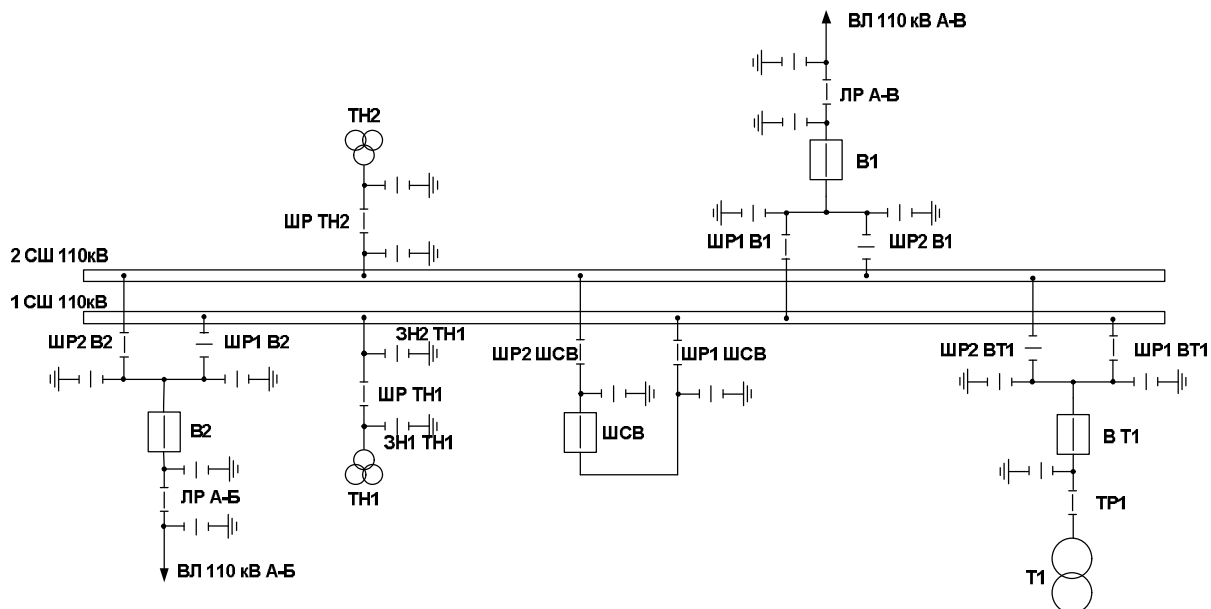 ВЛ 110 кВ А-В
ЛР А-В
ТН2
В1
ШР ТН2
ШР1 В1
ШР2 В1
2 СШ 110кВ
1 СШ 110кВ
ШР2 В2
ШР1 В2
ЗН2 ТН1
ШР2 ШСВ
ШР1 ШСВ
ШР2 ВТ1
ШР1 ВТ1
ШР ТН1
В2
ЗН1 ТН1
ШСВ
В Т1
ЛР А-Б
ТН1
ТР1
ВЛ 110 кВ А-Б
Т1